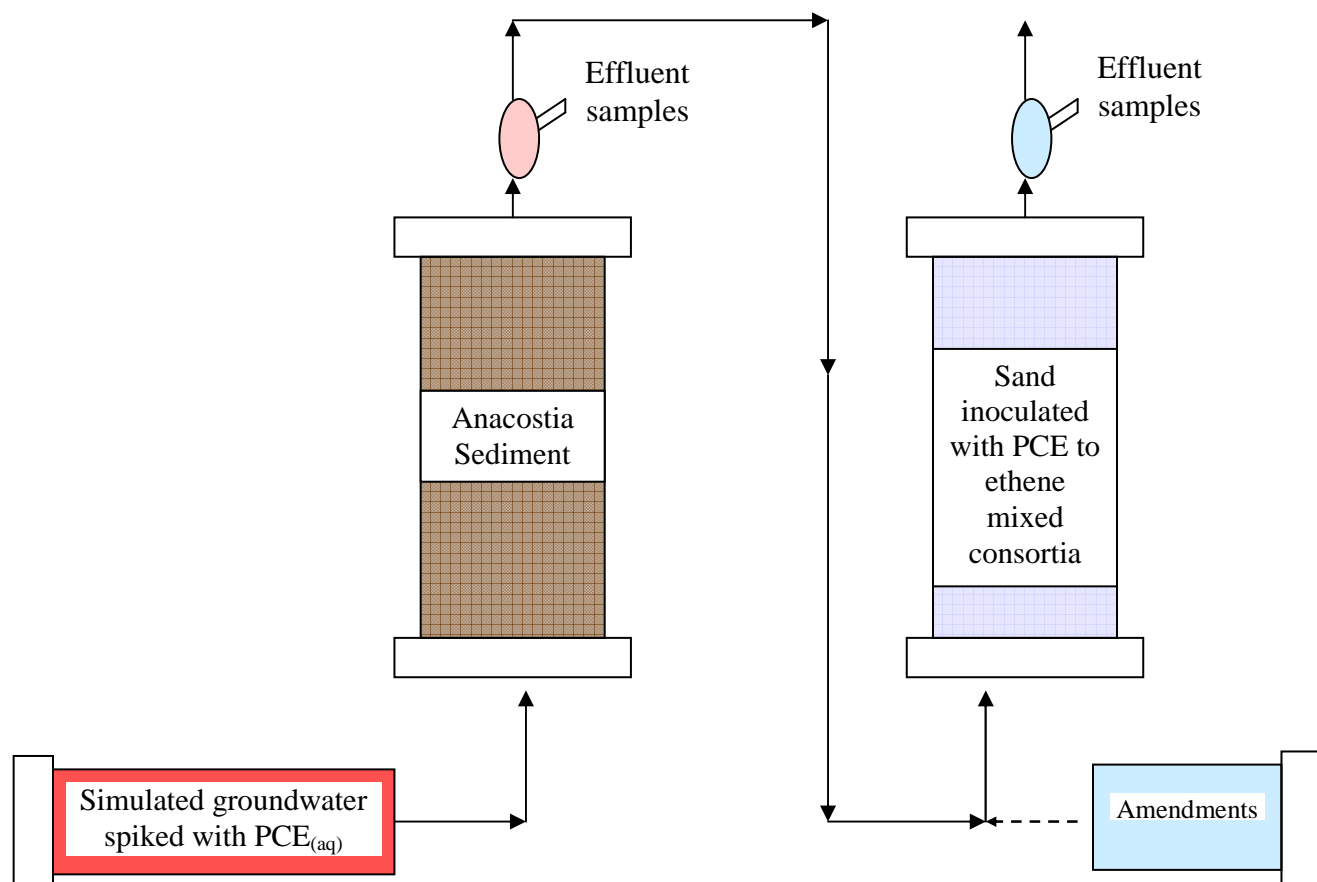 Effluent
samples
Effluent
samples
Anacostia
Sediment
Sand
inoculated
with PCE to
ethene
mixed
consortia
Simulated groundwater
spiked with PCE(aq)
Amendments